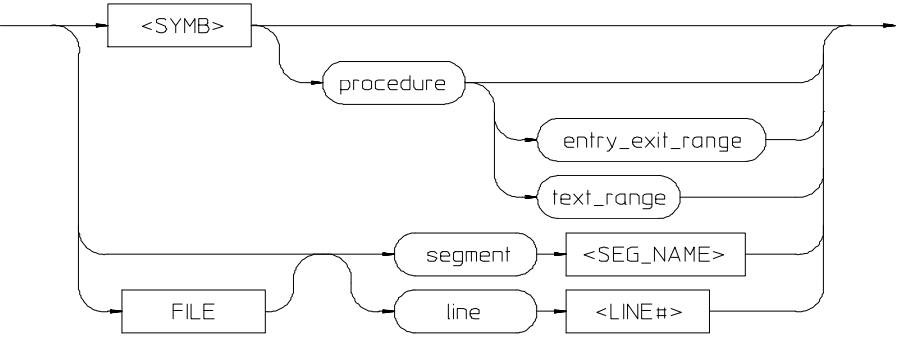 <SYMB>
procedure
entry_exit_range
text_range
segment <SEG_NAME>
FILE line <LINE#>